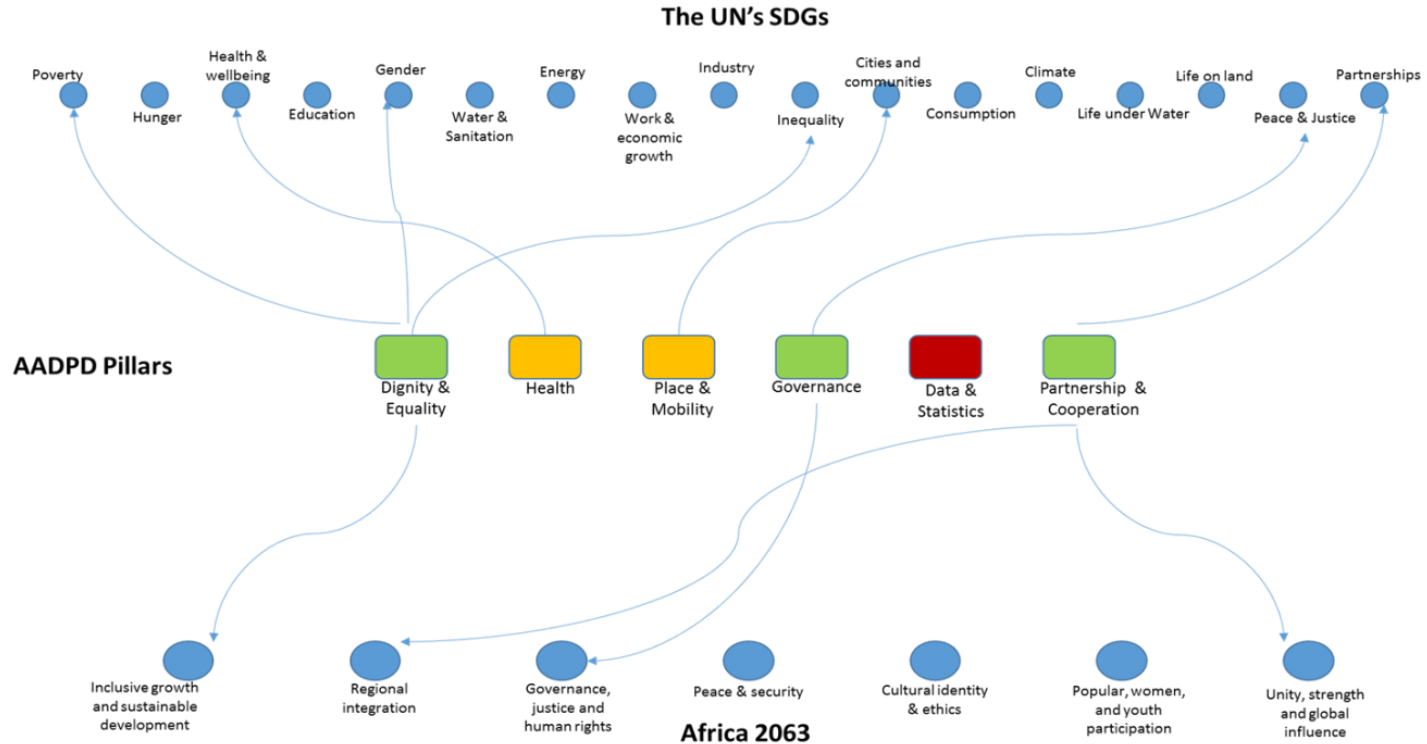 The UN's SDGs
Poverty
Hunger
Health &
wellbeing
Education
Gender
Water &
Sanitation
Energy
Work &
economic
growth
Industry
Inequality
Cities and
communities
Consumption
Climate
Life under Water
Life on land
Peace & Justice
Partnerships
AADPD Pillars
Dignity &
Equality
Health
Place &
Mobility
Governance
Data &
Statistics
Partnership &
Cooperation
Inclusive growth
and sustainable
development
Regional
integration
Governance,
justice and
human rights
Peace & security
Cultural identity
& ethics
Popular, women,
and youth
participation
Unity, strength
and global
influence
Africa 2063